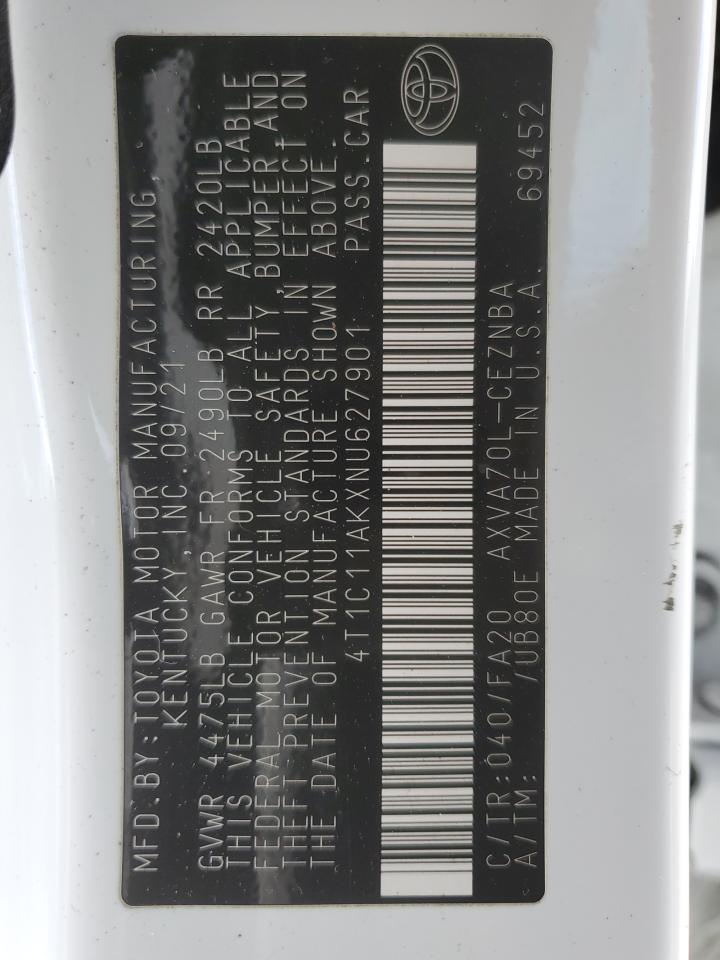 MFD.BY:TOYOTA MOTOR MANUFACTURING,
KENTUCKY,INC.09/21
GVWR 4475LB GAWR FR 2490LB RR 2420LB
THIS VEHICLE CONFORMS TO ALL APPLICABLE
FEDERAL MOTOR VEHICLE SAFETY,BUMPER,AND
THEFT PREVENTION STANDARDS IN EFFECT ON
THE DATE OF MANUFACTURE SHOWN ABOVE.
4T1C11AKXNU627901 PASS.CAR
C/TR:040/FA20 AXVA70L-CEZNBA
A/TM: /UB80E MADE IN U.S.A. 69452